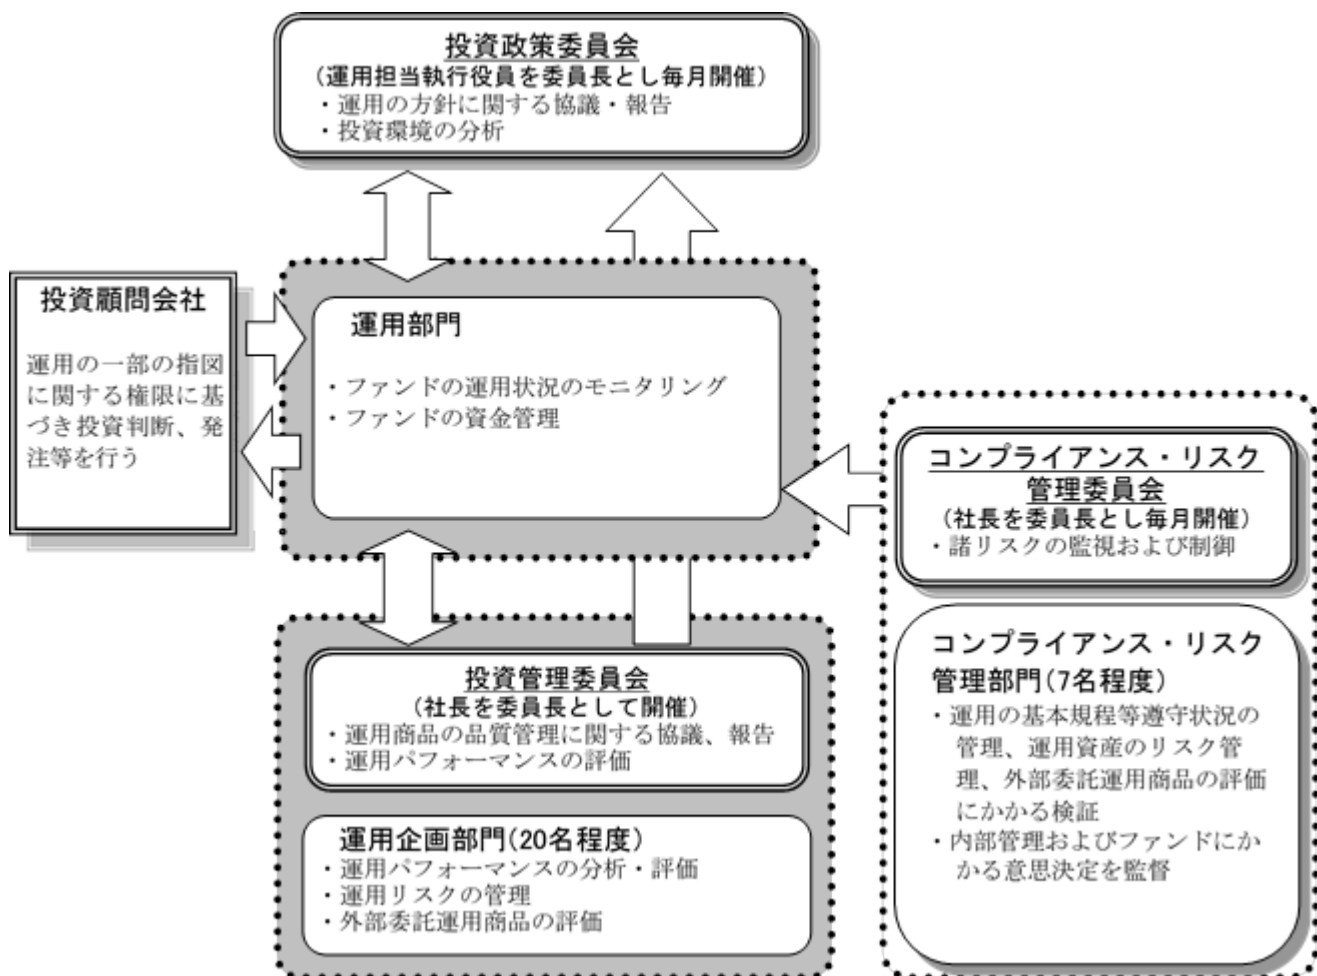 投資政策委員会
(運用担当執行役員を委員長とし毎月開催)
・運用の方針に関する協議・報告
・投資環境の分析
投資顧問会社
運用の一部の指図
に関する権限に基
づき投資判断、発
注等を行う
運用部門
・ファンドの運用状況のモニタリング
・ファンドの資金管理
コンプライアンス・リスク
管理委員会
(社長を委員長とし毎月開催)
・諸リスクの監視および制御
コンプライアンス・リスク
管理部門(7名程度)
・運用の基本規程等遵守状況の
管理、運用資産のリスク管
理、外部委託運用商品の評価
にかかる検証
・内部管理およびファンドにか
かる意思決定を監督
投資管理委員会
(社長を委員長として開催)
・運用商品の品質管理に関する協議、報告
・運用パフォーマンスの評価
運用企画部門(20名程度)
・運用パフォーマンスの分析・評価
・運用リスクの管理
・外部委託運用商品の評価